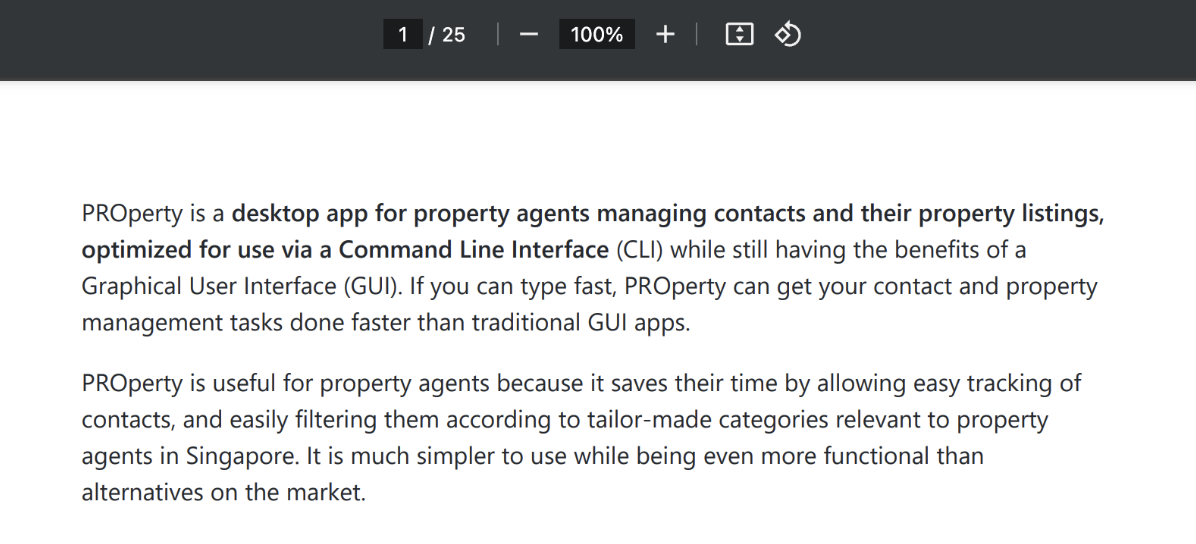 1 / 25 — 100% +
PROperty is a desktop app for property agents managing contacts and their property listings,
optimized for use via a Command Line Interface (CLI) while still having the benefits of a
Graphical User Interface (GUI). If you can type fast, PROperty can get your contact and property
management tasks done faster than traditional GUI apps.
PROperty is useful for property agents because it saves their time by allowing easy tracking of
contacts, and easily filtering them according to tailor-made categories relevant to property
agents in Singapore. It is much simpler to use while being even more functional than
alternatives on the market.